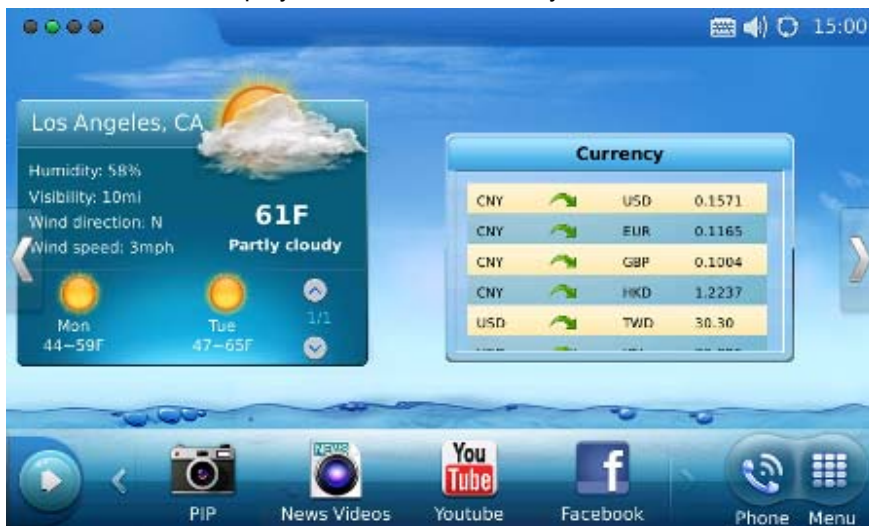 15:00
Los Angeles, CA
Humidity: 58%
Visibility: 10mi
Wind direction: N
Wind speed: 3mph
61F
Partly cloudy
Mon
44~59F
Tue
47~65F
1/1
Currency
CNY USD 0.1571
CNY EUR 0.1165
CNY GBP 0.1004
CNY HKD 1.2237
USD TWD 30.30
PIP
NEWS
News Videos
You
Tube
Youtube
f
Facebook
Phone
Menu